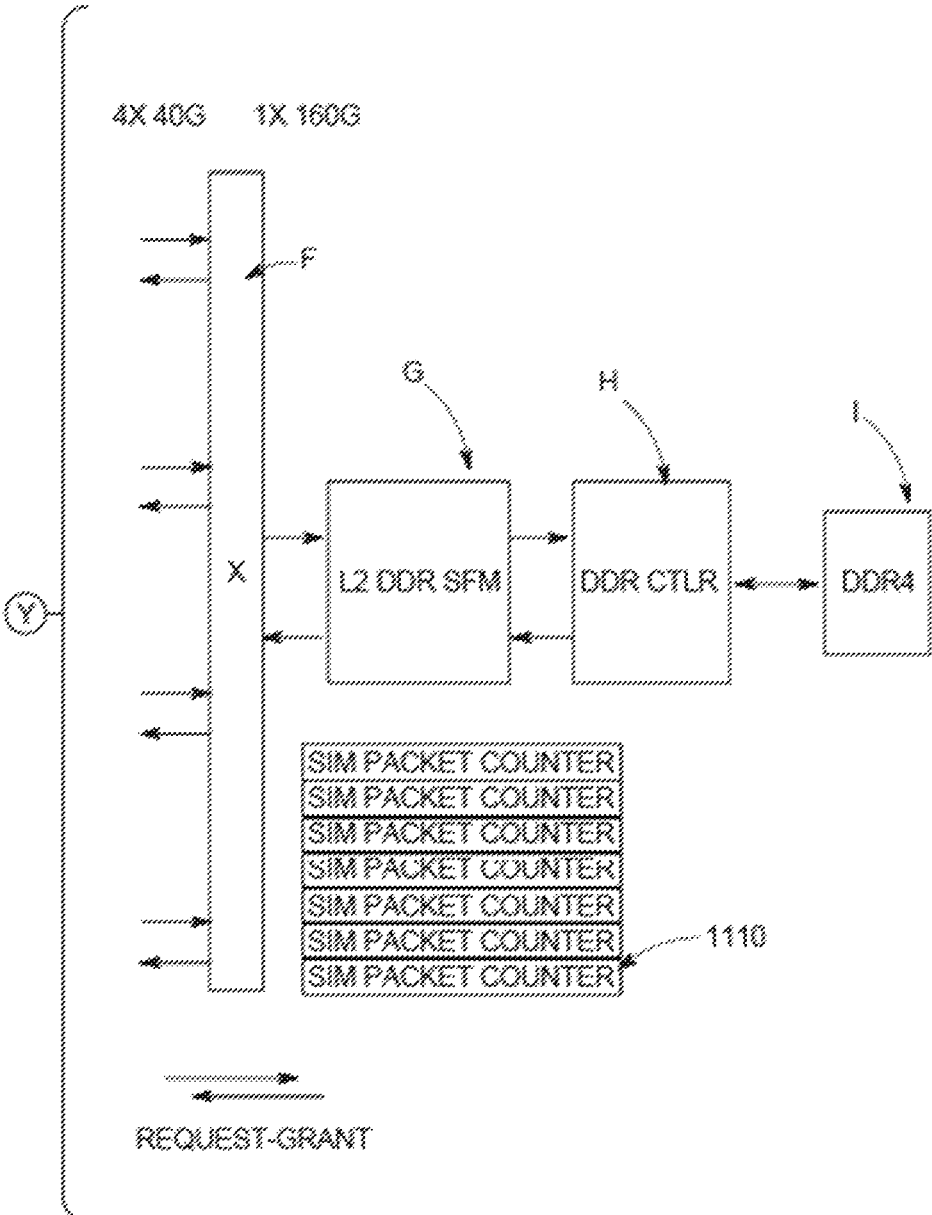 4X 40G 1X 160G
F
G
H
I
X
L2 DDR SFM
DDR CTLR
DDR4
Y
SIM PACKET COUNTER
SIM PACKET COUNTER
SIM PACKET COUNTER
SIM PACKET COUNTER
SIM PACKET COUNTER
SIM PACKET COUNTER
SIM PACKET COUNTER
1110
REQUEST-GRANT